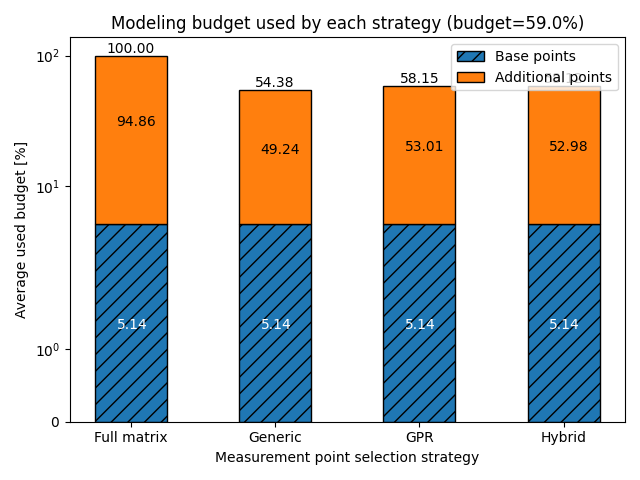 Modeling budget used by each strategy (budget=59.0%)
Base points
Additional points
100.00
54.38
58.15
94.86
49.24
53.01
52.98
5.14
5.14
5.14
5.14
10²
10¹
10⁰
0
Average used budget [%]
Full matrix
Generic
GPR
Hybrid
Measurement point selection strategy